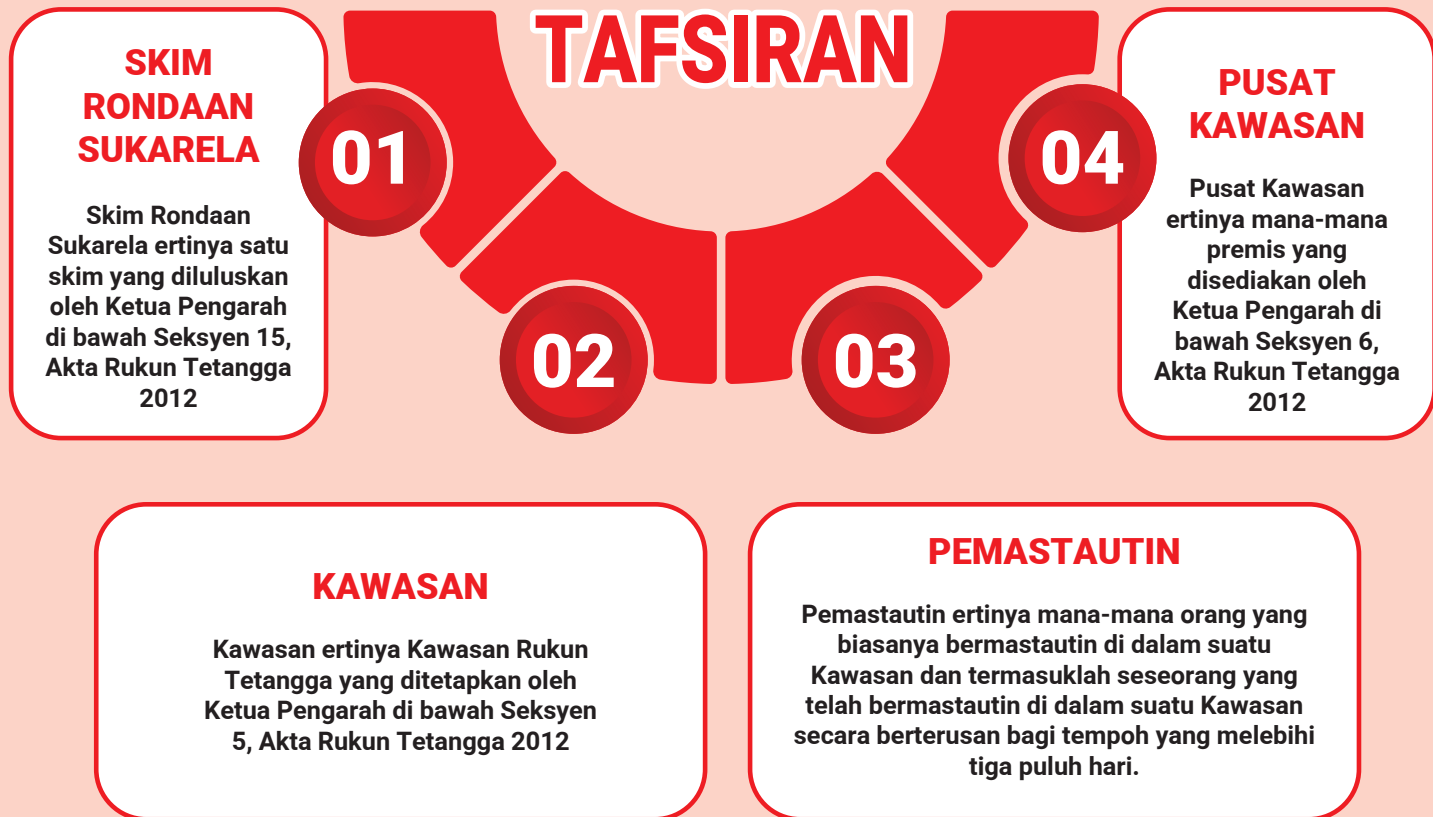 TAFSIRAN
01
SKIM
RONDAAN
SUKARELA
Skim Rondaan
Sukarela ertinya satu
skim yang diluluskan
oleh Ketua Pengarah
di bawah Seksyen 15,
Akta Rukun Tetangga
2012
02
KAWASAN
Kawasan ertinya Kawasan Rukun
Tetangga yang ditetapkan oleh
Ketua Pengarah di bawah Seksyen
5, Akta Rukun Tetangga 2012
03
PEMASTAUTIN
Pemastautin ertinya mana-mana orang yang
biasanya bermastautin di dalam suatu
Kawasan dan termasuklah seseorang yang
telah bermastautin di dalam suatu Kawasan
secara berterusan bagi tempoh yang melebihi
tiga puluh hari.
04
PUSAT
KAWASAN
Pusat Kawasan
ertinya mana-mana
premis yang
disediakan oleh
Ketua Pengarah di
bawah Seksyen 6,
Akta Rukun Tetangga
2012